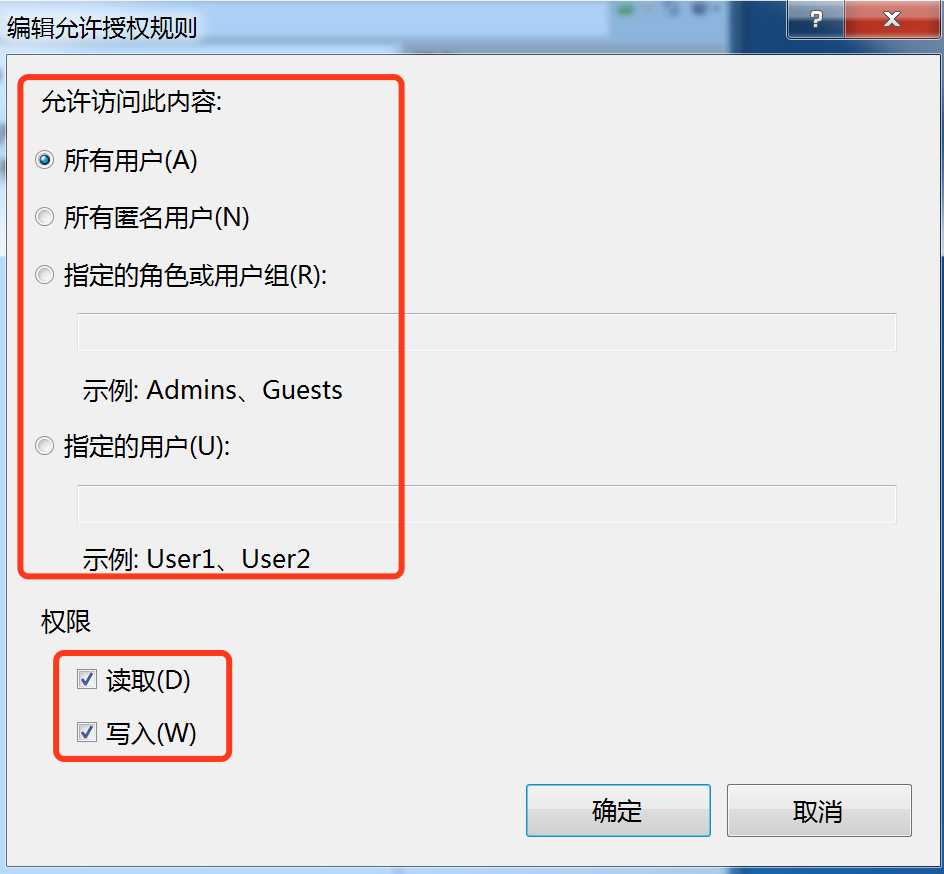 编辑允许授权规则
?
允许访问此内容:
所有用户(A)
所有匿名用户(N)
指定的角色或用户组(R):
示例: Admins、Guests
指定的用户(U):
示例: User1、User2
权限
读取(D)
写入(W)
确定
取消